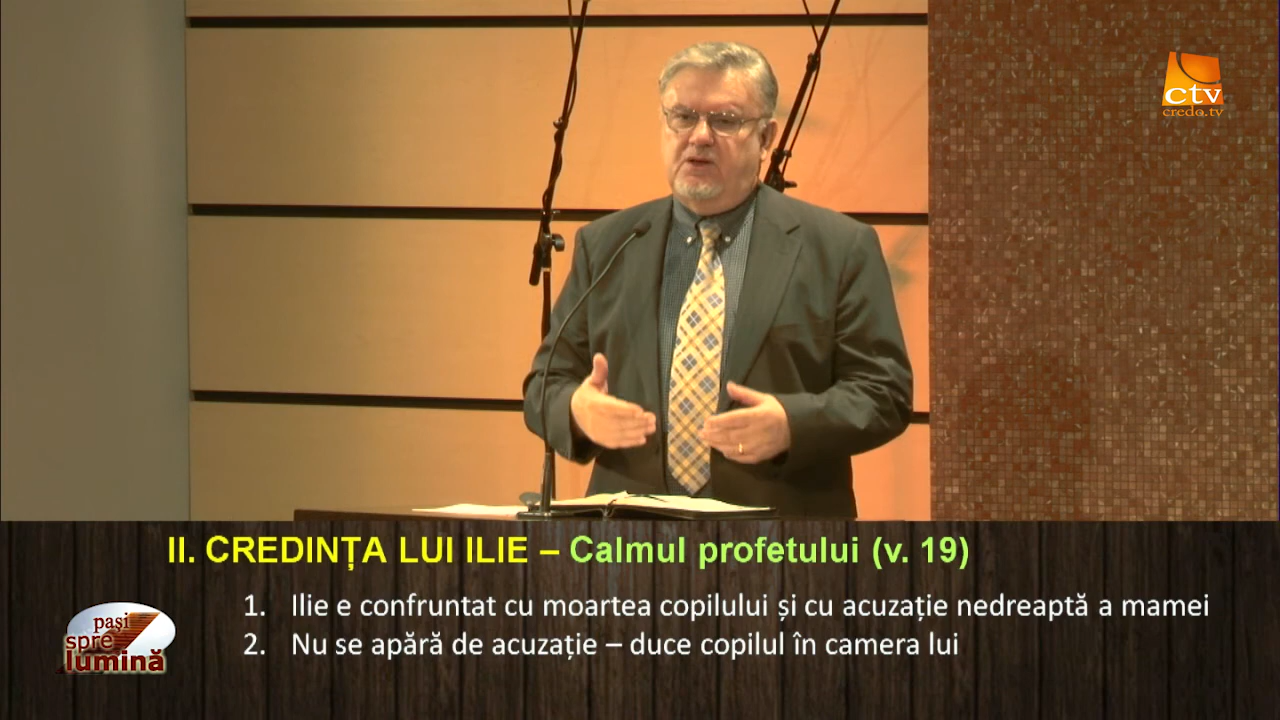 ctv
credo.tv
II. CREDINȚA LUI ILIE – Calmul profetului (v. 19)
1. Ilie e confruntat cu moartea copilului și cu acuzație nedreaptă a mamei
2. Nu se apără de acuzație – duce copilul în camera lui
pași
spre
lumină